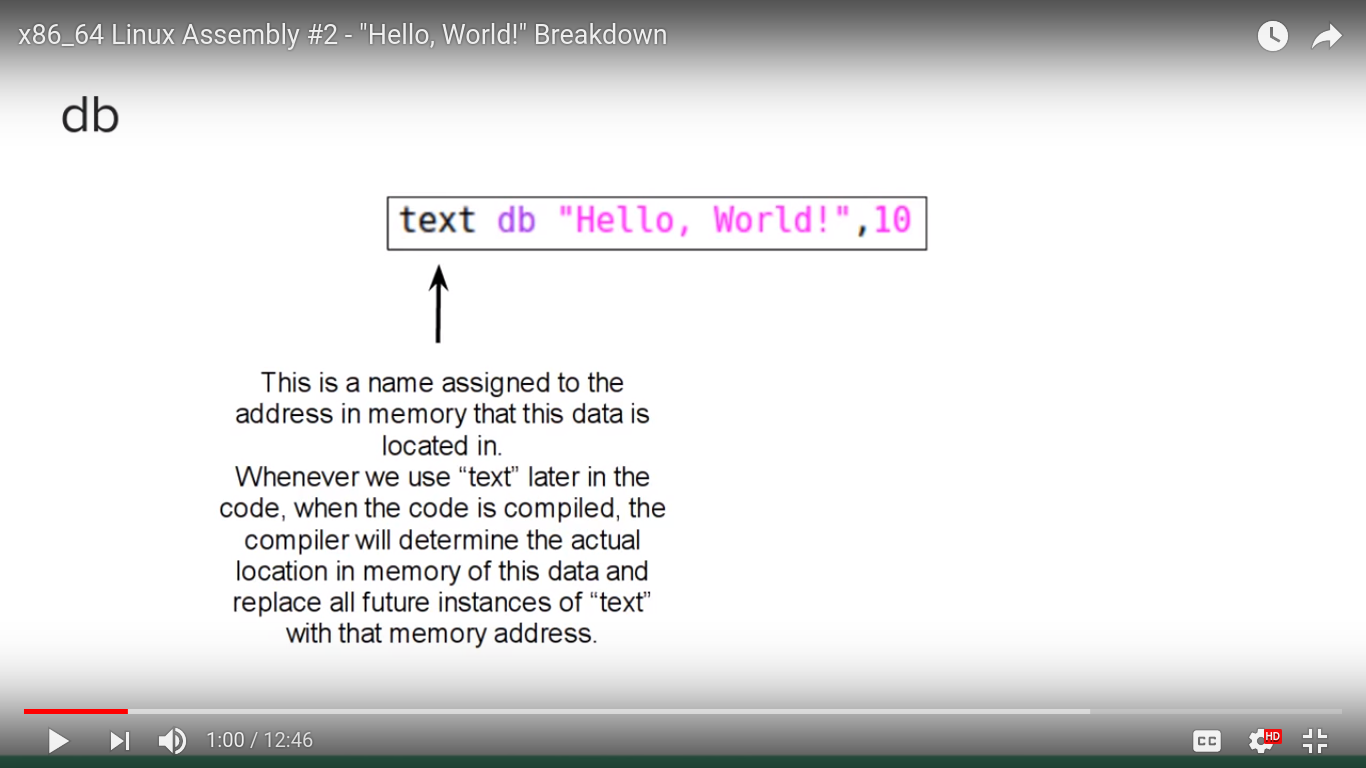 x86_64 Linux Assembly #2 - "Hello, World!" Breakdown
db
text db "Hello, World!",10
This is a name assigned to the
address in memory that this data is
located in.
Whenever we use “text” later in the
code, when the code is compiled, the
compiler will determine the actual
location in memory of this data and
replace all future instances of “text”
with that memory address.
1:00 / 12:46
CC
HD